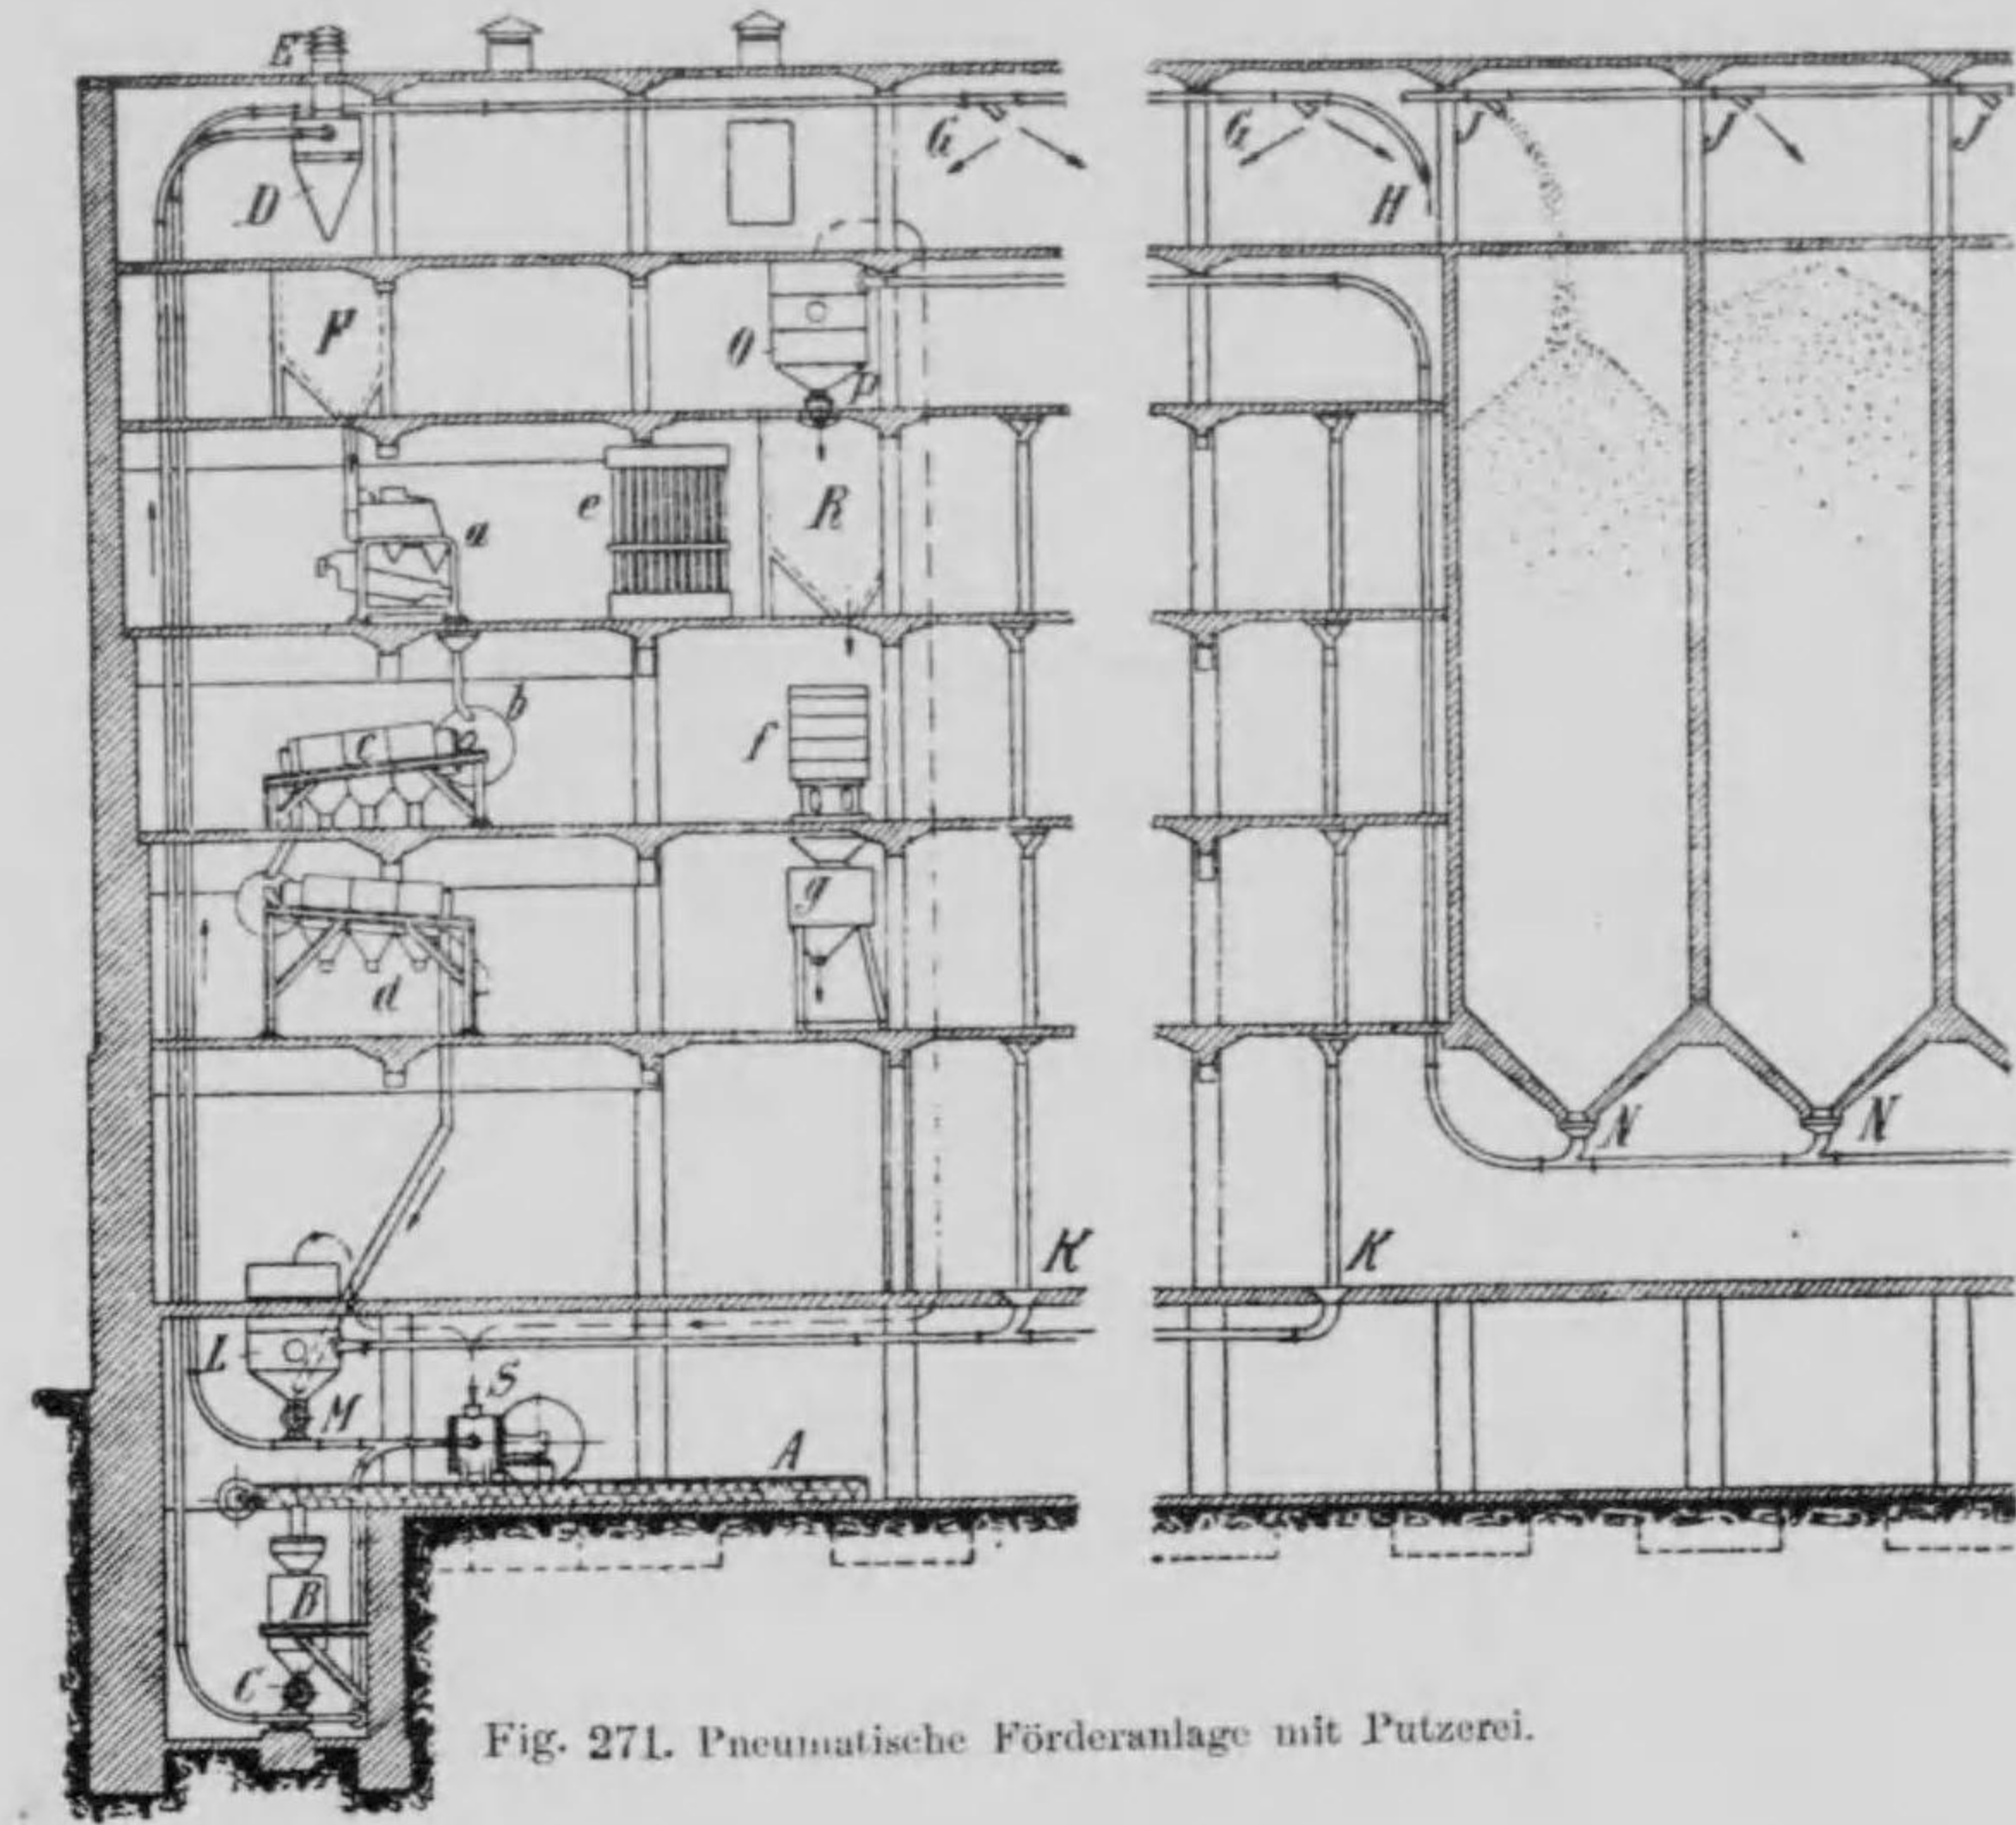 E
G
G
J
J
J
D
H
F
O
P
e
R
a
b
c
f
g
d
N
N
K
K
L
M
S
A
B
C
Fig. 271. Pneumatische Förderanlage mit Putzerei.